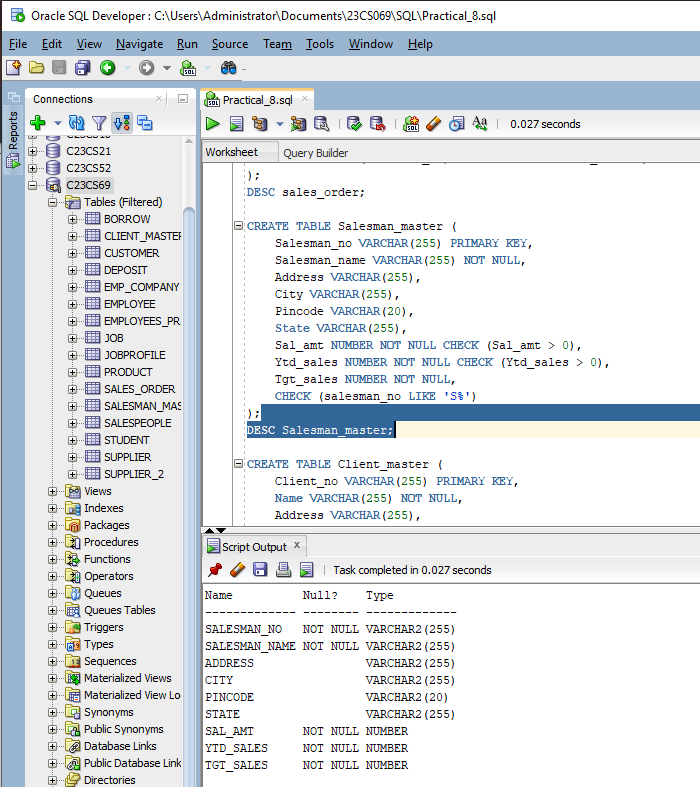 Oracle SQL Developer : C:\Users\Administrator\Documents\23CS069\SQL\Practical_8.sql
File Edit View Navigate Run Source Team Tools Window Help
Reports
Connections
C23CS21
C23CS52
C23CS69
Tables (Filtered)
BORROW
CLIENT_MASTER
CUSTOMER
DEPOSIT
EMP_COMPANY
EMPLOYEE
EMPLOYEES_PR
JOB
JOBPROFILE
PRODUCT
SALES_ORDER
SALESMAN_MAS
SALESPEOPLE
STUDENT
SUPPLIER
SUPPLIER_2
Views
Indexes
Packages
Procedures
Functions
Operators
Queues
Queues Tables
Triggers
Types
Sequences
Materialized Views
Materialized View Lo
Synonyms
Public Synonyms
Database Links
Public Database Link
Directories
Practical_8.sql
0.027 seconds
Worksheet Query Builder
);
DESC sales_order;
CREATE TABLE Salesman_master (
Salesman_no VARCHAR(255) PRIMARY KEY,
Salesman_name VARCHAR(255) NOT NULL,
Address VARCHAR(255),
City VARCHAR(255),
Pincode VARCHAR(20),
State VARCHAR(255),
Sal_amt NUMBER NOT NULL CHECK (Sal_amt > 0),
Ytd_sales NUMBER NOT NULL CHECK (Ytd_sales > 0),
Tgt_sales NUMBER NOT NULL,
CHECK (salesman_no LIKE 'S%')
);
DESC Salesman_master;
CREATE TABLE Client_master (
Client_no VARCHAR(255) PRIMARY KEY,
Name VARCHAR(255) NOT NULL,
Address VARCHAR(255),
Script Output x
Task completed in 0.027 seconds
Name Null? Type
------------- -------- -------------
SALESMAN_NO NOT NULL VARCHAR2(255)
SALESMAN_NAME NOT NULL VARCHAR2(255)
ADDRESS VARCHAR2(255)
CITY VARCHAR2(255)
PINCODE VARCHAR2(20)
STATE VARCHAR2(255)
SAL_AMT NOT NULL NUMBER
YTD_SALES NOT NULL NUMBER
TGT_SALES NOT NULL NUMBER